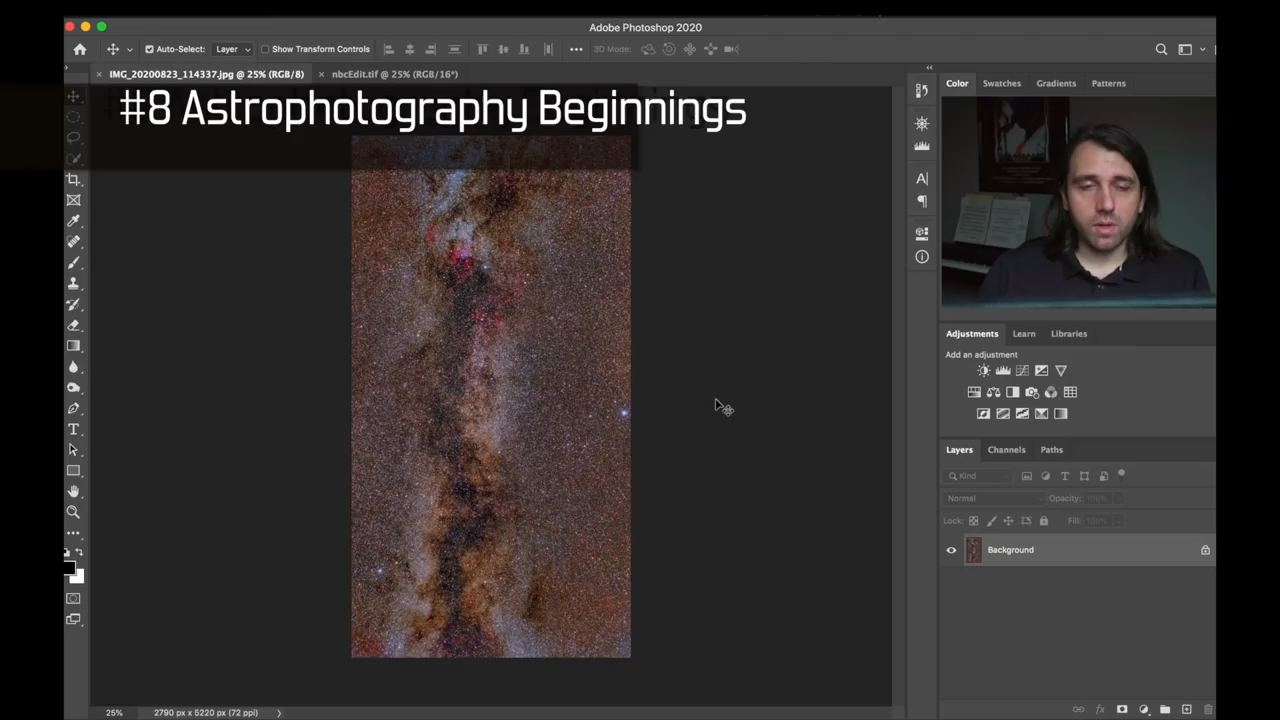 Adobe Photoshop 2020
Auto-Select: Layer Show Transform Controls 3D Mode:
IMG_20200823_114337.jpg @ 25% (RGB/8) nbcEdit.tif @ 25% (RGB/16*)
#8 Astrophotography Beginnings
Color Swatches Gradients Patterns
Adjustments Learn Libraries
Add an adjustment
Layers Channels Paths
Kind
Normal Opacity: 100%
Lock: Fill: 100%
Background
25% 2790 px x 5220 px (72 ppi)